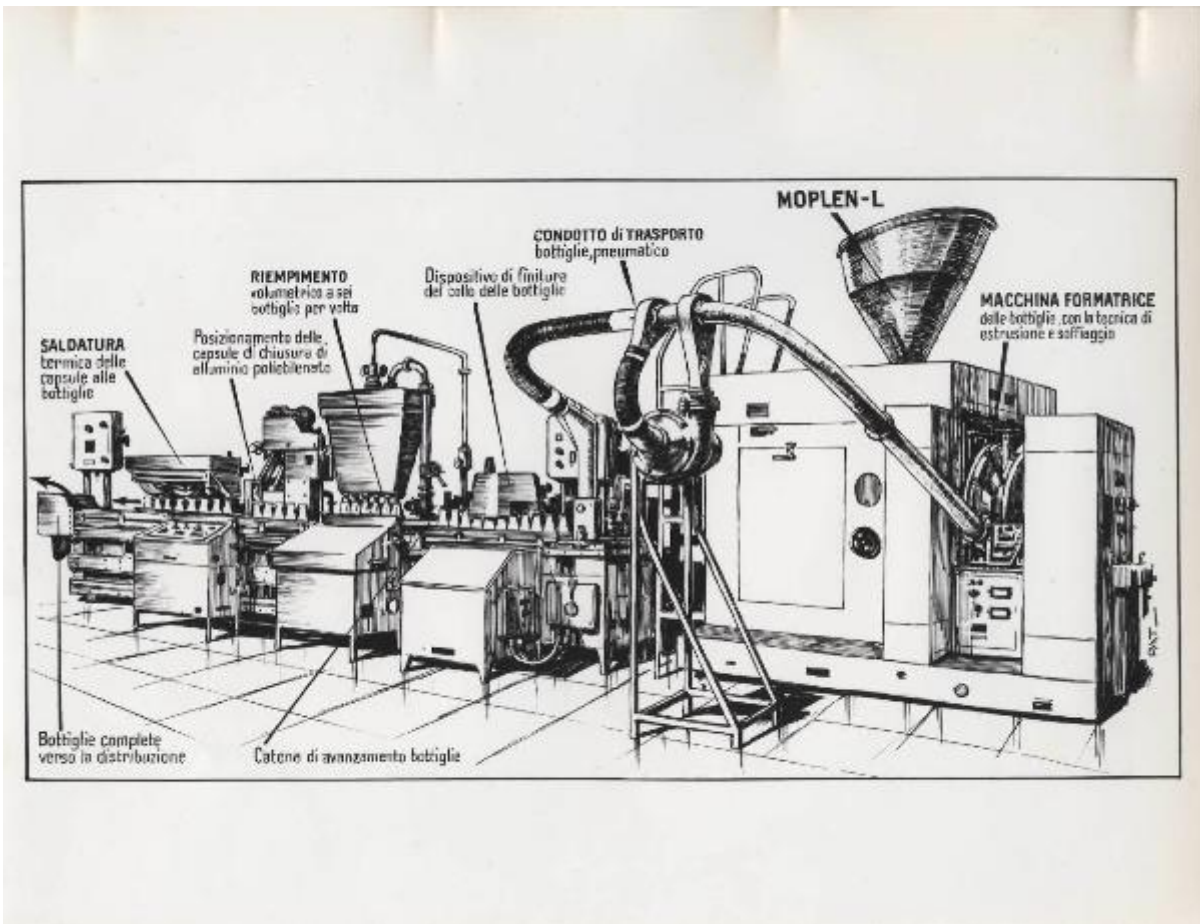 MOPLEN-L
CONDOTTO di TRASPORTO
bottiglie, pneumatico
MACCHINA FORMATRICE
delle bottiglie, con la tecnica di
estrusione e soffiaggio
Dispositivo di finitura
del collo delle bottiglie
RIEMPIMENTO
volumetrico a sei
bottiglie per volta
Posizionamento delle
capsule di chiusura di
alluminio polietilenato
SALDATURA
termica delle
capsule alle
bottiglie
Bottiglie complete
verso la distribuzione
Catena di avanzamento bottiglie